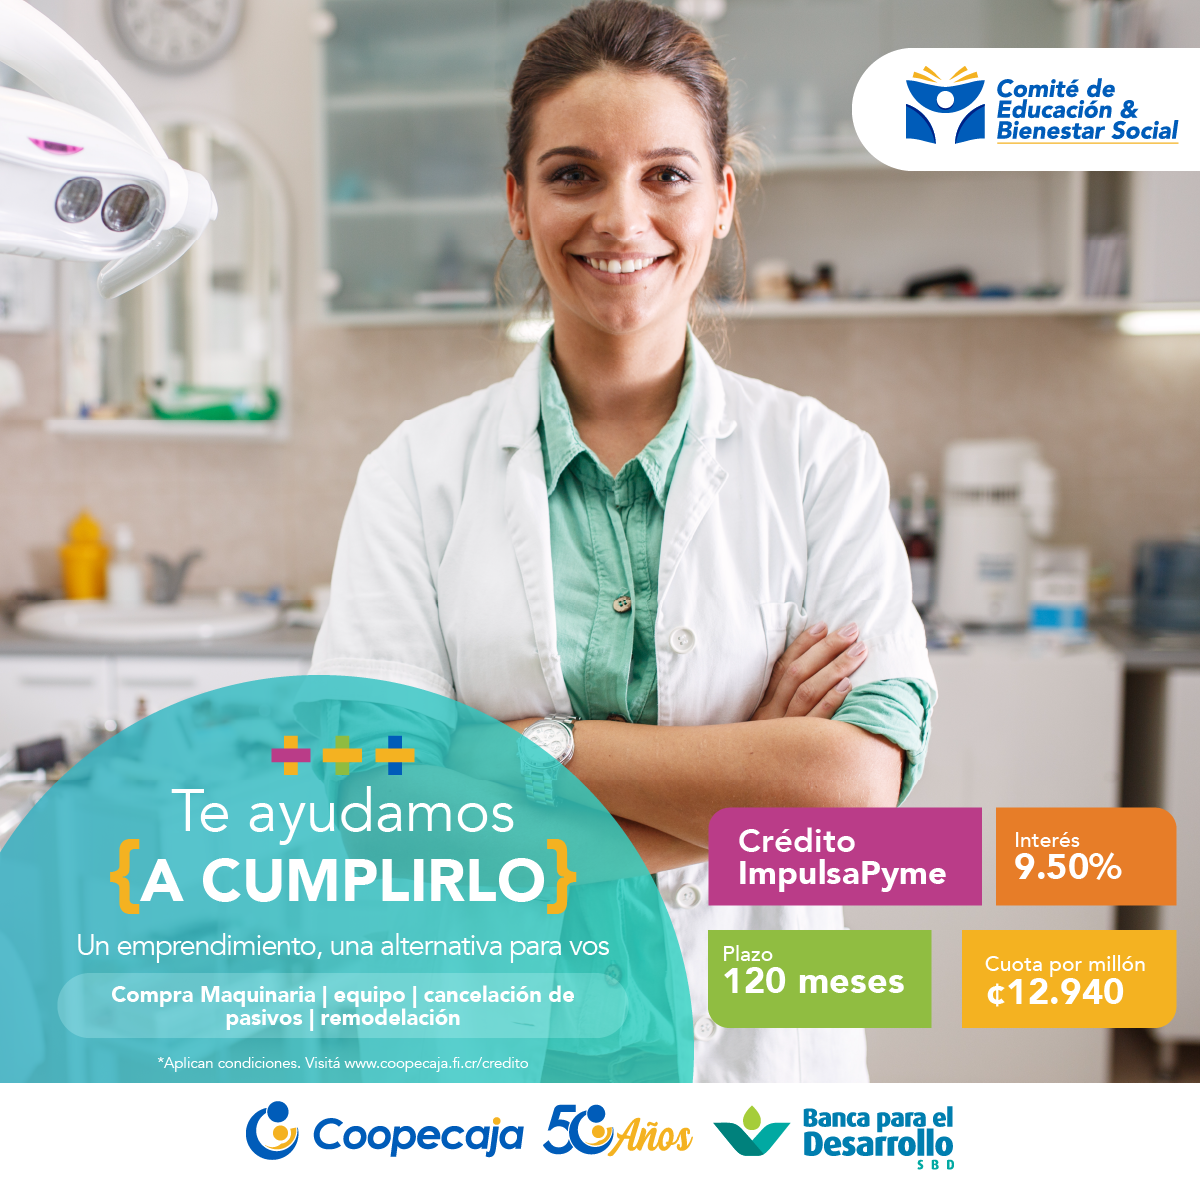 Comité de
Educación &
Bienestar Social
Te ayudamos
{A CUMPLIRLO}
Un emprendimiento, una alternativa para vos
Compra Maquinaria | equipo | cancelación de
pasivos | remodelación
*Aplican condiciones. Visitá www.coopecaja.fi.cr/credito
Crédito
ImpulsaPyme
Interés
9.50%
Plazo
120 meses
Cuota por millón
¢12.940
Coopecaja
50 Años
Banca para el
Desarrollo
SBD